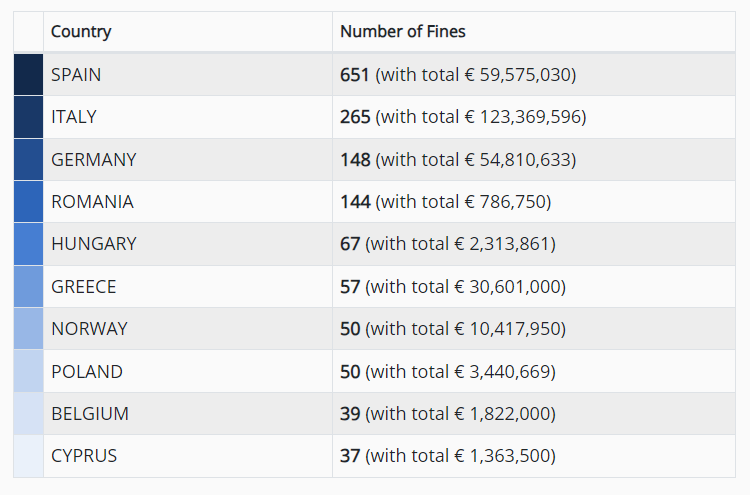 Country Number of Fines
SPAIN 651 (with total € 59,575,030)
ITALY 265 (with total € 123,369,596)
GERMANY 148 (with total € 54,810,633)
ROMANIA 144 (with total € 786,750)
HUNGARY 67 (with total € 2,313,861)
GREECE 57 (with total € 30,601,000)
NORWAY 50 (with total € 10,417,950)
POLAND 50 (with total € 3,440,669)
BELGIUM 39 (with total € 1,822,000)
CYPRUS 37 (with total € 1,363,500)